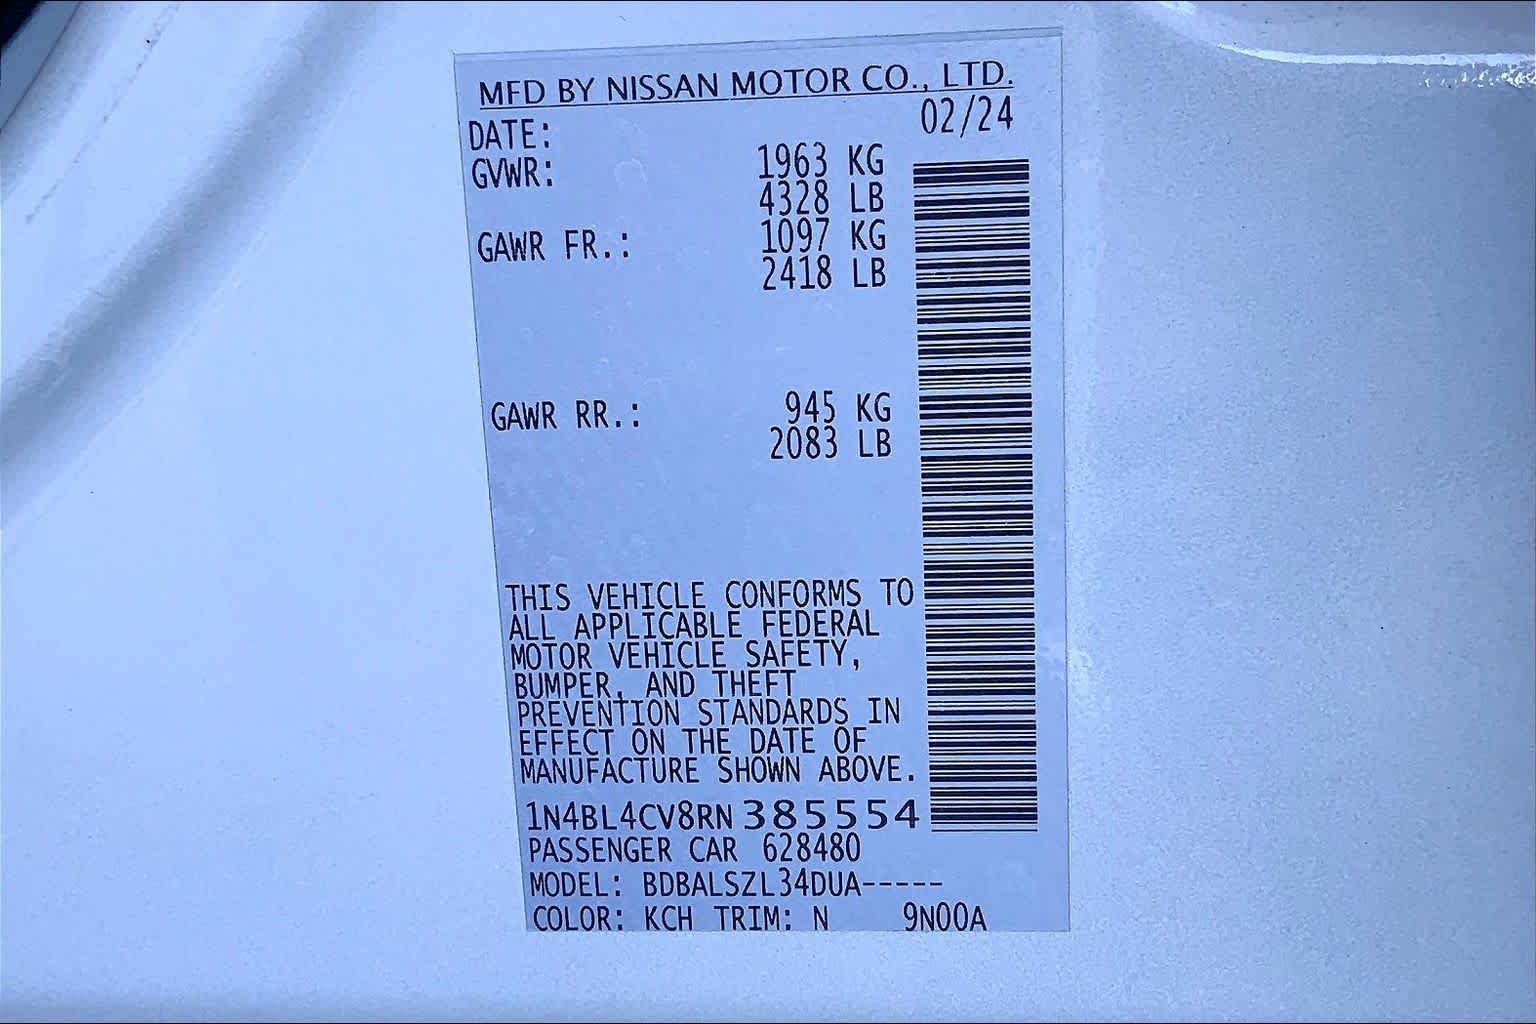 MFD BY NISSAN MOTOR CO., LTD.
DATE: 02/24
GVWR: 1963 KG
4328 LB
GAWR FR.: 1097 KG
2418 LB
GAWR RR.: 945 KG
2083 LB
THIS VEHICLE CONFORMS TO
ALL APPLICABLE FEDERAL
MOTOR VEHICLE SAFETY,
BUMPER, AND THEFT
PREVENTION STANDARDS IN
EFFECT ON THE DATE OF
MANUFACTURE SHOWN ABOVE.
1N4BL4CV8RN385554
PASSENGER CAR 628480
MODEL: BDBALSZL34DUA-----
COLOR: KCH TRIM: N 9N00A